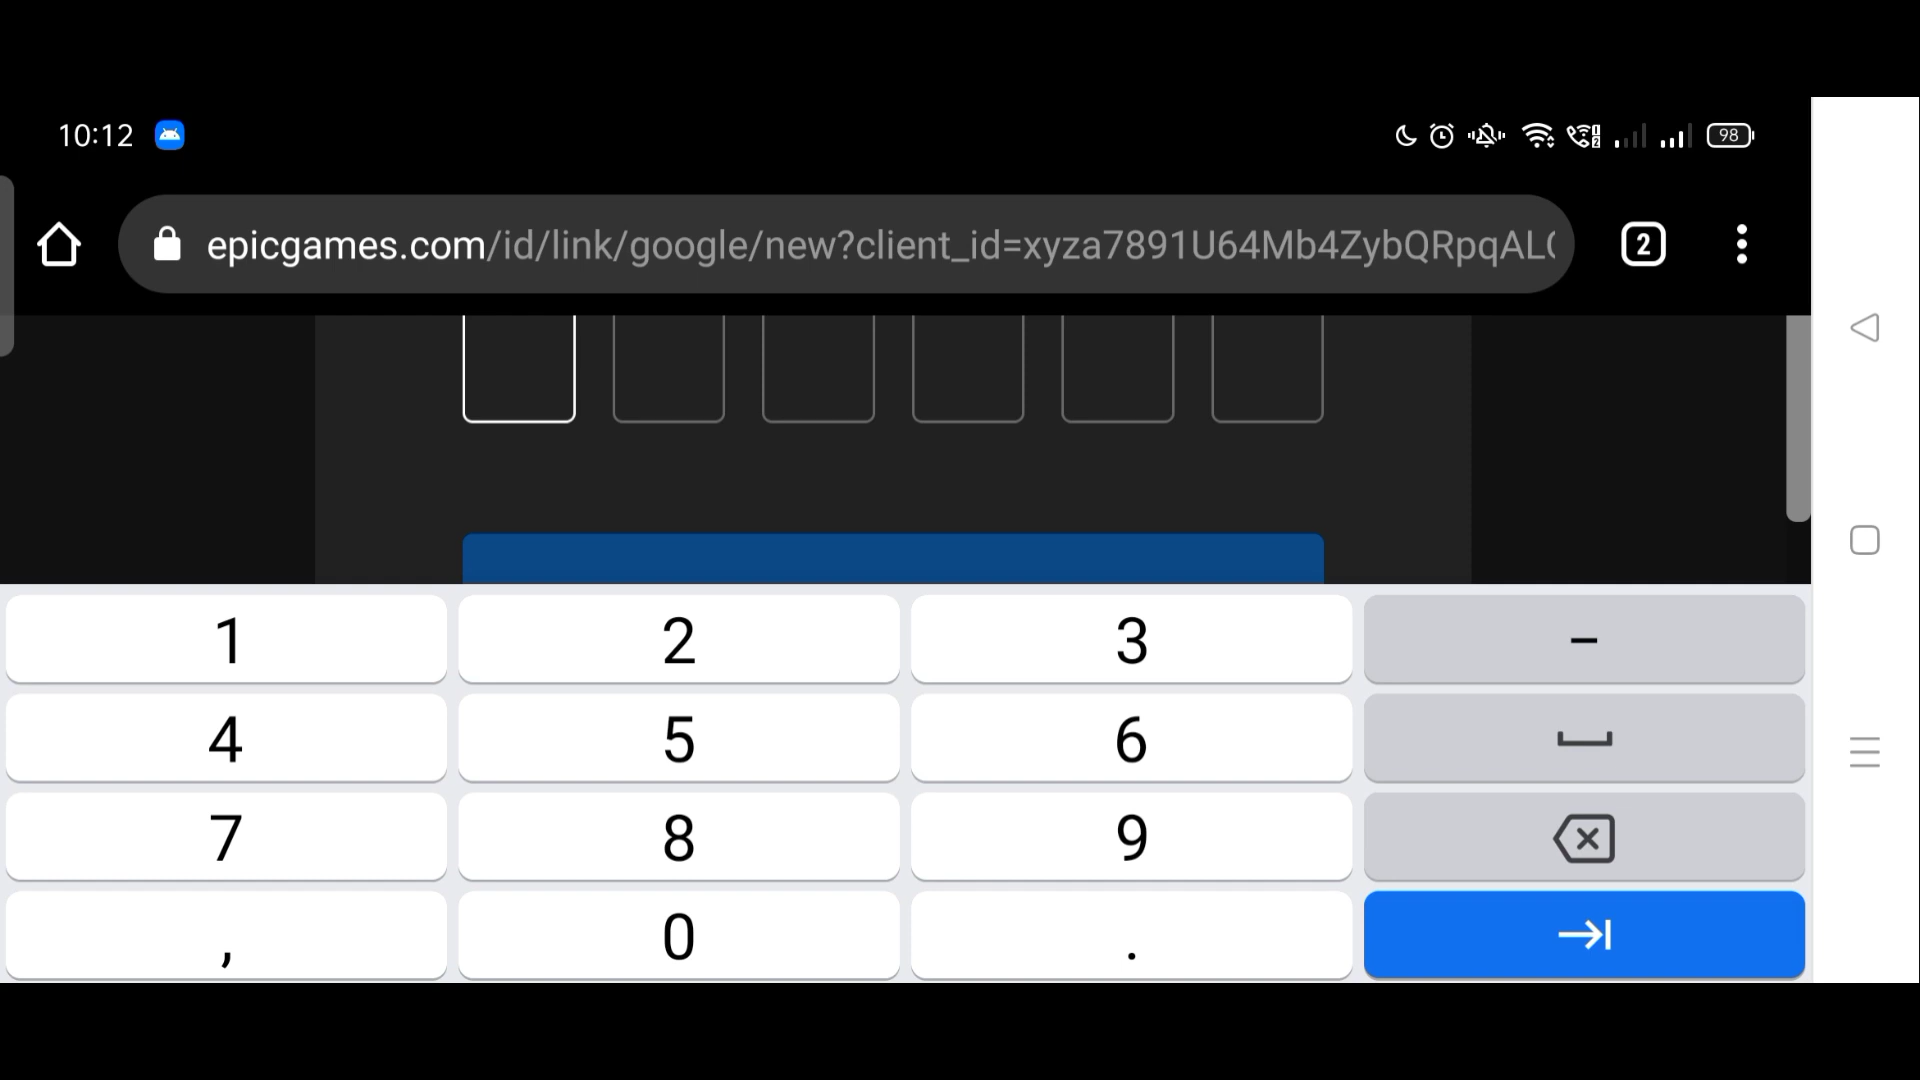 10:12
98
epicgames.com/id/link/google/new?client_id=xyza7891U64Mb4ZybQRpqAL
2
1 2 3 –
4 5 6
7 8 9
, 0 .